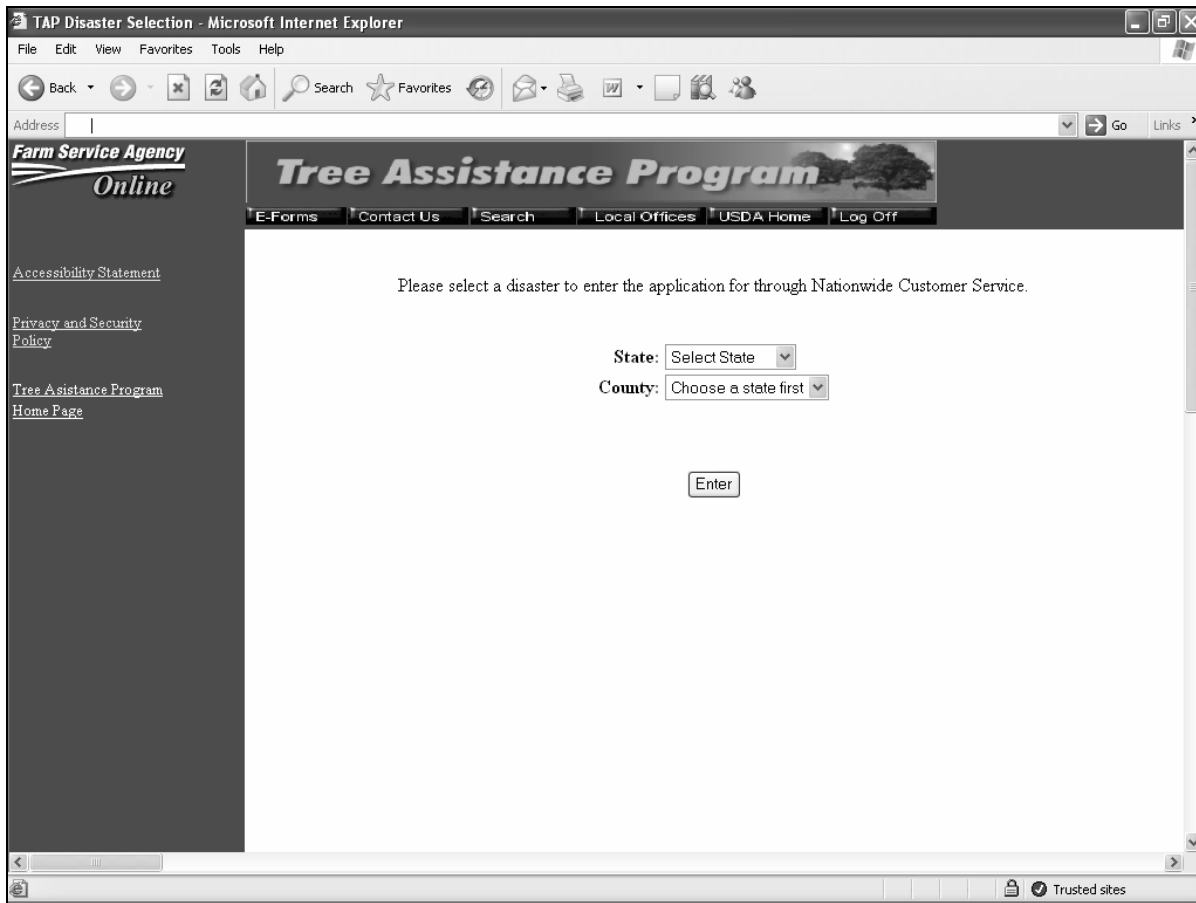 TAP Disaster Selection - Microsoft Internet Explorer
File Edit View Favorites Tools Help
Back Search Favorites
Address Go Links
Farm Service Agency
Online
Tree Assistance Program
E-Forms Contact Us Search Local Offices USDA Home Log Off
Accessibility Statement
Privacy and Security
Policy
Tree Asistance Program
Home Page
Please select a disaster to enter the application for through Nationwide Customer Service.
State: Select State
County: Choose a state first
Enter
Trusted sites